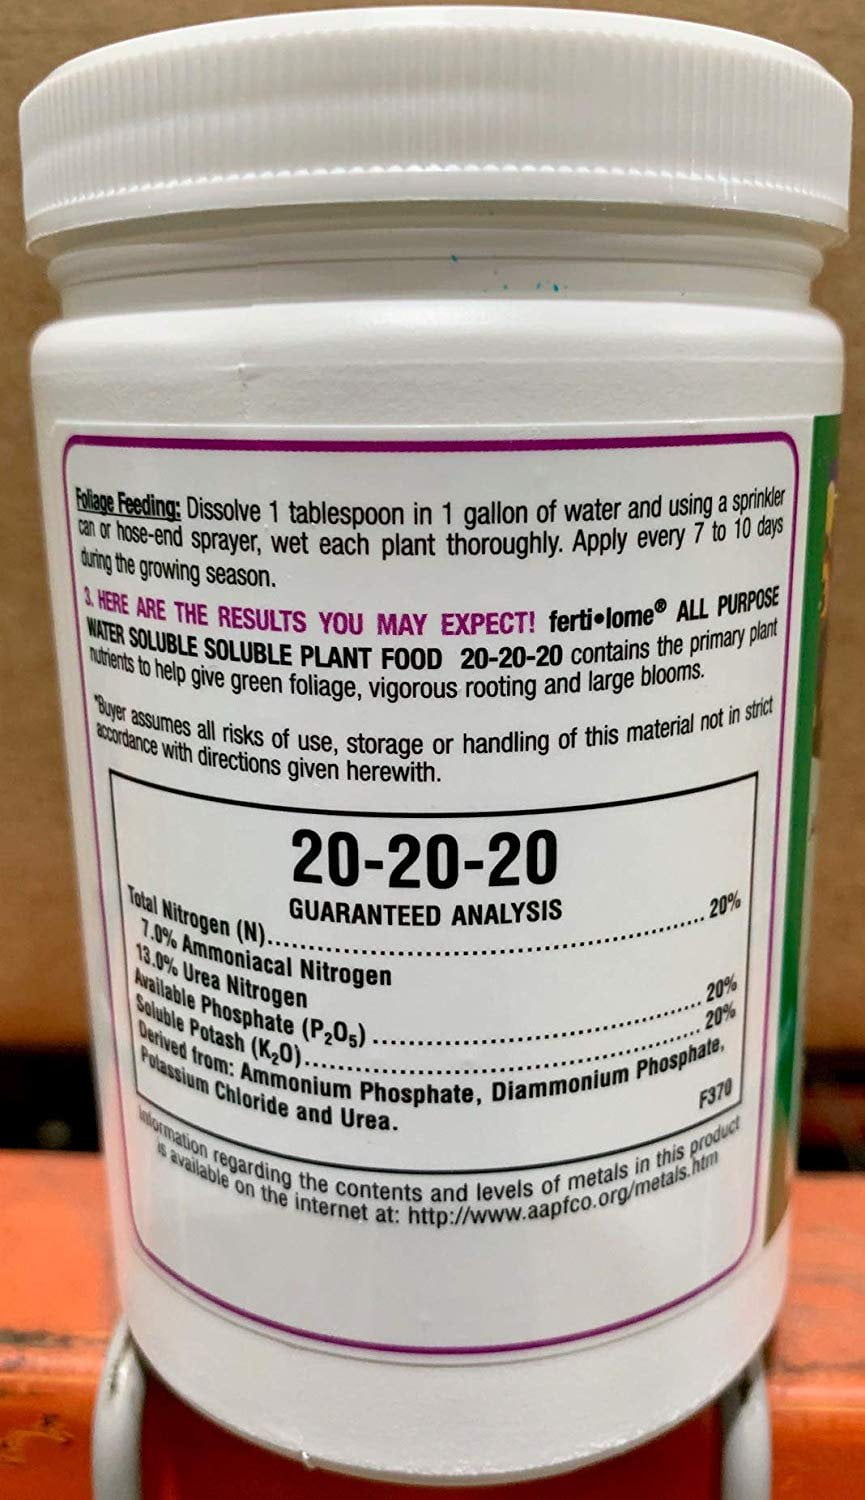 Foliage Feeding: Dissolve 1 tablespoon in 1 gallon of water and using a sprinkler
can or hose-end sprayer, wet each plant thoroughly. Apply every 7 to 10 days
during the growing season.
3. HERE ARE THE RESULTS YOU MAY EXPECT! ferti•lome® ALL PURPOSE
WATER SOLUBLE SOLUBLE PLANT FOOD 20-20-20 contains the primary plant
nutrients to help give green foliage, vigorous rooting and large blooms.
*Buyer assumes all risks of use, storage or handling of this material not in strict
accordance with directions given herewith.
20-20-20
GUARANTEED ANALYSIS
Total Nitrogen (N)........................................................ 20%
7.0% Ammoniacal Nitrogen
13.0% Urea Nitrogen
Available Phosphate (P₂O₅) .......................................... 20%
Soluble Potash (K₂O)................................................... 20%
Derived from: Ammonium Phosphate, Diammonium Phosphate,
Potassium Chloride and Urea.
F370
Information regarding the contents and levels of metals in this product
is available on the internet at: http://www.aapfco.org/metals.htm